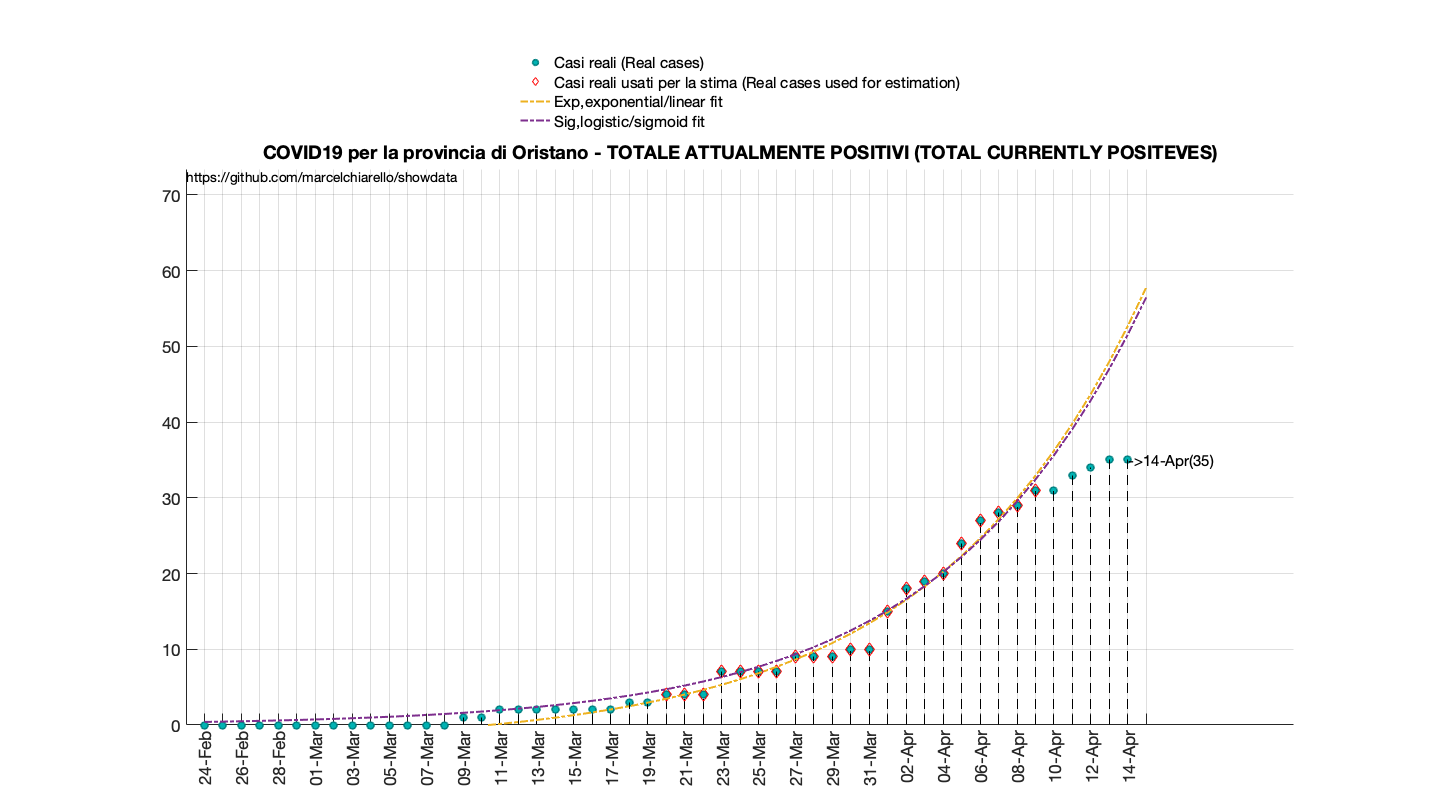 Casi reali (Real cases)
Casi reali usati per la stima (Real cases used for estimation)
Exp,exponential/linear fit
Sig,logistic/sigmoid fit
COVID19 per la provincia di Oristano - TOTALE ATTUALMENTE POSITIVI (TOTAL CURRENTLY POSITEVES)
https://github.com/marcelchiarello/showdata
70
60
50
40
30
20
10
0
->14-Apr(35)
24-Feb
26-Feb
28-Feb
01-Mar
03-Mar
05-Mar
07-Mar
09-Mar
11-Mar
13-Mar
15-Mar
17-Mar
19-Mar
21-Mar
23-Mar
25-Mar
27-Mar
29-Mar
31-Mar
02-Apr
04-Apr
06-Apr
08-Apr
10-Apr
12-Apr
14-Apr